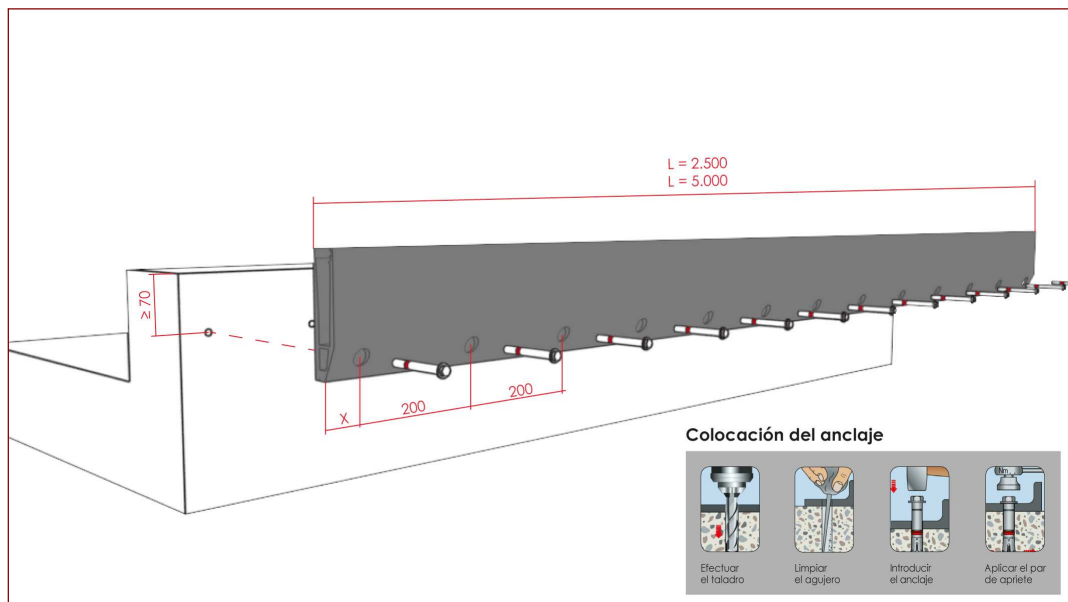 L = 2.500
L = 5.000
≥ 70
X
200
200
Colocación del anclaje
Nm
Efectuar
el taladro
Limpiar
el agujero
Introducir
el anclaje
Aplicar el par
de apriete